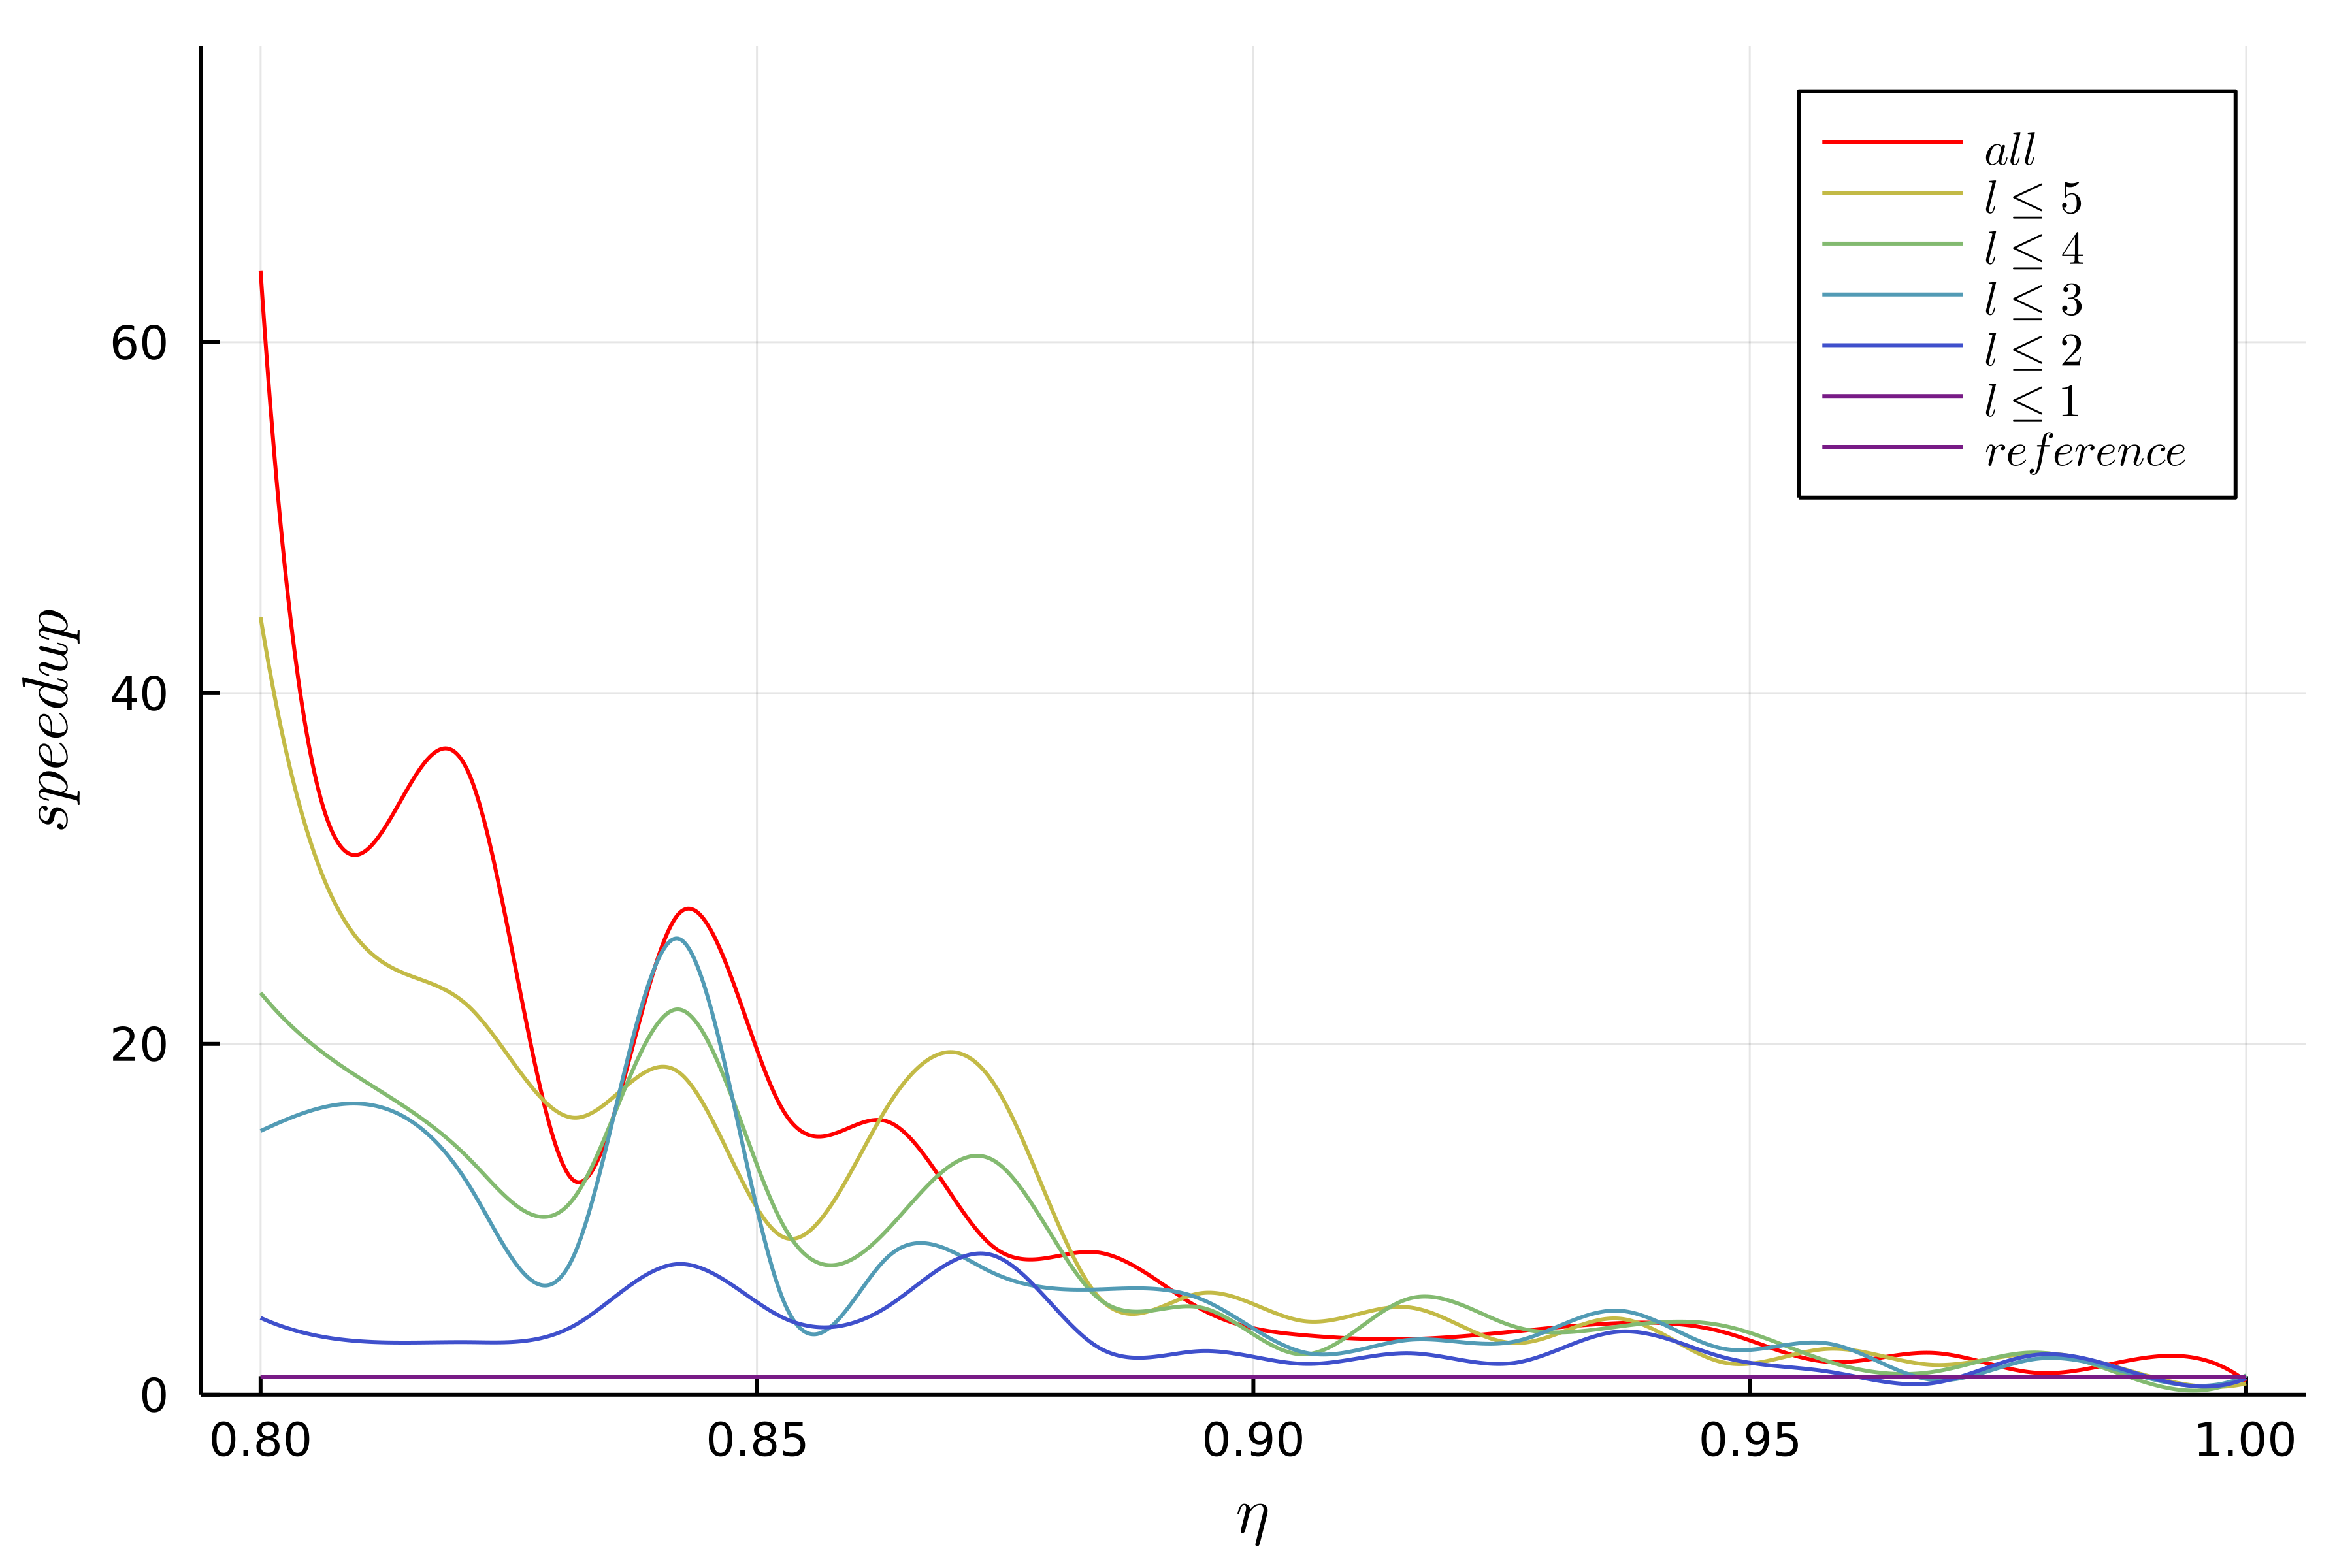 all
l ≤ 5
l ≤ 4
l ≤ 3
l ≤ 2
l ≤ 1
reference
speedup
60
40
20
0
0.80 0.85 0.90 0.95 1.00
η